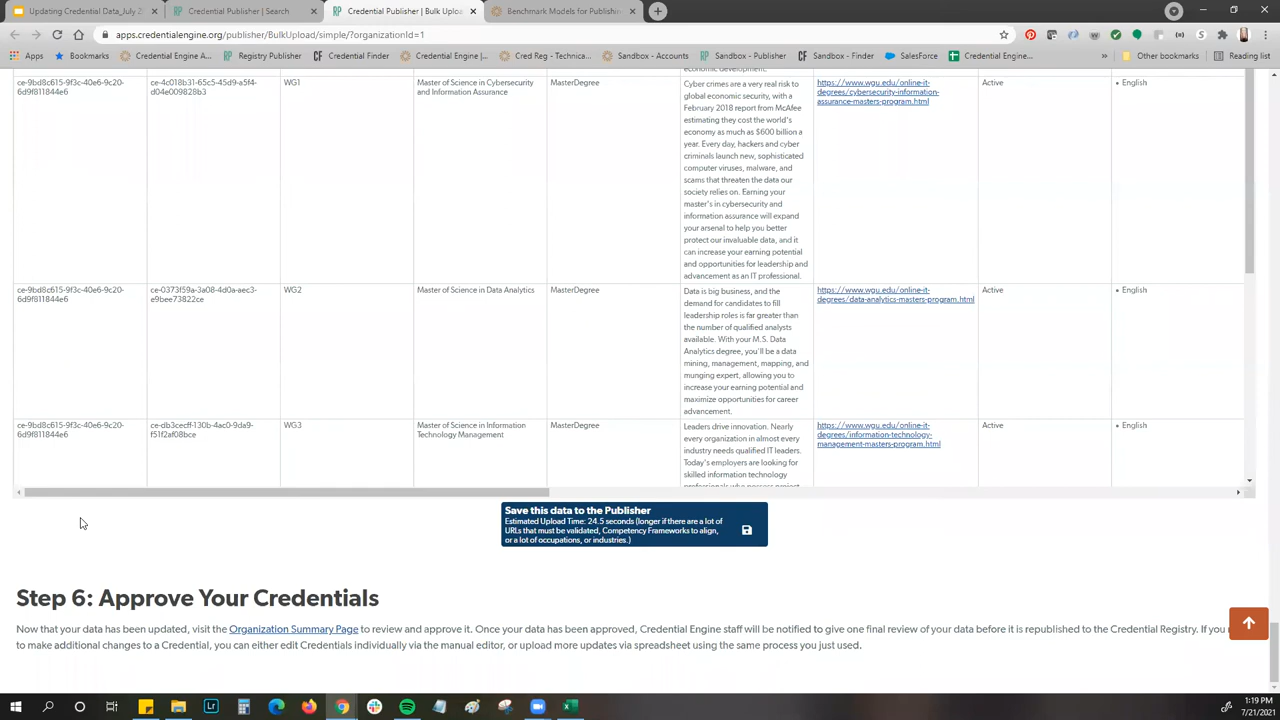 Updating Credential Data_July 2
Credential Publisher | Search
Credential Publisher | Bulk Uploa
Benchmark Models for Publishin
apps.credentialengine.org/publisher/BulkUpload/simple/?organizationId=1
Apps
Bookmarks
Registry Publisher
Credential Engine |...
Cred Reg - Technica...
Sandbox - Accounts
Sandbox - Publisher
Sandbox - Finder
SalesForce
Credential Engine:...
»
Other bookmarks
Reading list
economic development.
ce-9bd8c615-9f3c-40e6-9c20-
6d9f811844e6
ce-4c018b31-65c5-45d9-a5f4-
d04e009828b3
WG1
Master of Science in Cybersecurity
and Information Assurance
MasterDegree
Cyber crimes are a very real risk to
global economic security, with a
February 2018 report from McAfee
estimating they cost the world's
economy as much as $600 billion a
year. Every day, hackers and cyber
criminals launch new, sophisticated
computer viruses, malware, and
scams that threaten the data our
society relies on. Earning your
master's in cybersecurity and
information assurance will expand
your arsenal to help you better
protect our invaluable data, and it
can increase your earning potential
and opportunities for leadership and
advancement as an IT professional.
https://www.wgu.edu/online-it-
degrees/cybersecurity-information-
assurance-masters-program.html
Active
• English
ce-9bd8c615-9f3c-40e6-9c20-
6d9f811844e6
ce-0373f59a-3a08-4d0a-aec3-
e9bee73822ce
WG2
Master of Science in Data Analytics
MasterDegree
Data is big business, and the
demand for candidates to fill
leadership roles is far greater than
the number of qualified analysts
available. With your M.S. Data
Analytics degree, you'll be a data
mining, management, mapping, and
munging expert, allowing you to
increase your earning potential and
maximize opportunities for career
advancement.
https://www.wgu.edu/online-it-
degrees/data-analytics-masters-program.html
Active
• English
ce-9bd8c615-9f3c-40e6-9c20-
6d9f811844e6
ce-db3cecff-130b-4ac0-9da9-
f51f2af08bce
WG3
Master of Science in Information
Technology Management
MasterDegree
Leaders drive innovation. Nearly
every organization in almost every
industry needs qualified IT leaders.
Today's employers are looking for
skilled information technology
professionals who possess project
https://www.wgu.edu/online-it-
degrees/information-technology-
management-masters-program.html
Active
• English
Save this data to the Publisher
Estimated Upload Time: 24.5 seconds (longer if there are a lot of
URLs that must be validated, Competency Frameworks to align,
or a lot of occupations, or industries.)
Step 6: Approve Your Credentials
Now that your data has been updated, visit the Organization Summary Page to review and approve it. Once your data has been approved, Credential Engine staff will be notified to give one final review of your data before it is republished to the Credential Registry. If you
to make additional changes to a Credential, you can either edit Credentials individually via the manual editor, or upload more updates via spreadsheet using the same process you just used.
1:19 PM
7/21/2021